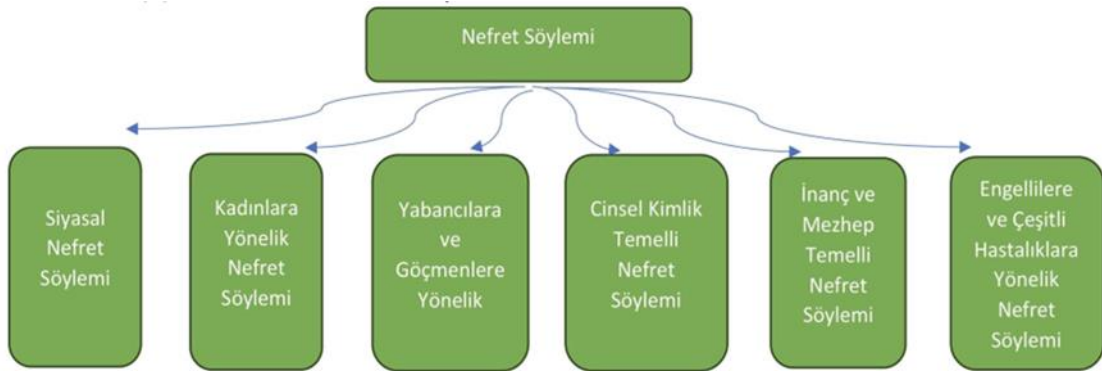 Nefret Söylemi
Siyasal
Nefret
Söylemi
Kadınlara
Yönelik
Nefret
Söylemi
Yabancılara
ve
Göçmenlere
Yönelik
Cinsel Kimlik
Temelli
Nefret
Söylemi
İnanç ve
Mezhep
Temelli
Nefret
Söylemi
Engellilere
ve Çeşitli
Hastalıklara
Yönelik
Nefret
Söylemi